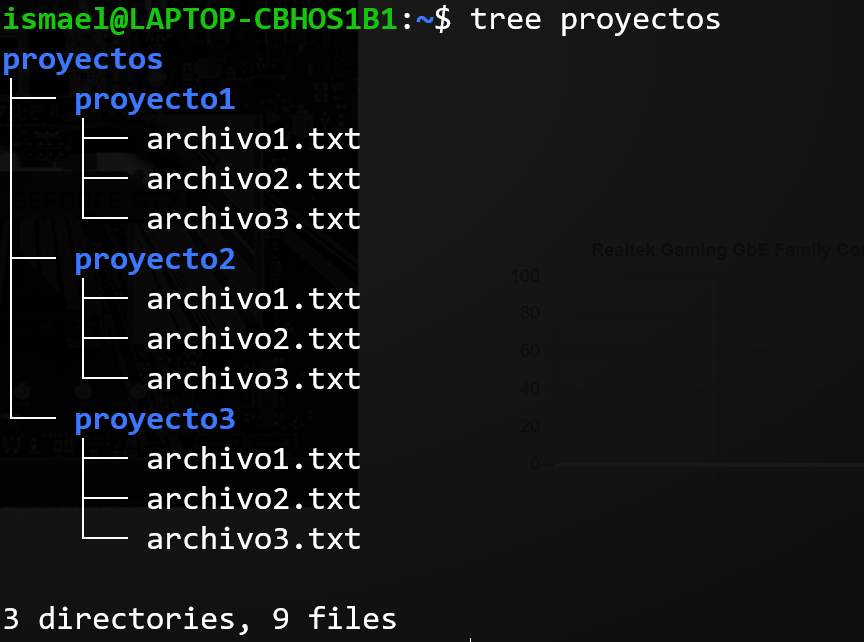 ismael@LAPTOP-CBHOS1B1:~$ tree proyectos
proyectos
├── proyecto1
│   ├── archivo1.txt
│   ├── archivo2.txt
│   └── archivo3.txt
├── proyecto2
│   ├── archivo1.txt
│   ├── archivo2.txt
│   └── archivo3.txt
└── proyecto3
    ├── archivo1.txt
    ├── archivo2.txt
    └── archivo3.txt
3 directories, 9 files
Realtek Gaming GbE Family
100
80
60
40
20
0